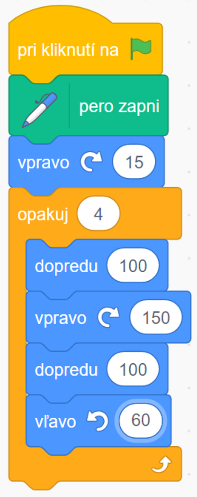 pri kliknutí na
pero zapni
vpravo 15
opakuj 4
dopredu 100
vpravo 150
dopredu 100
vľavo 60